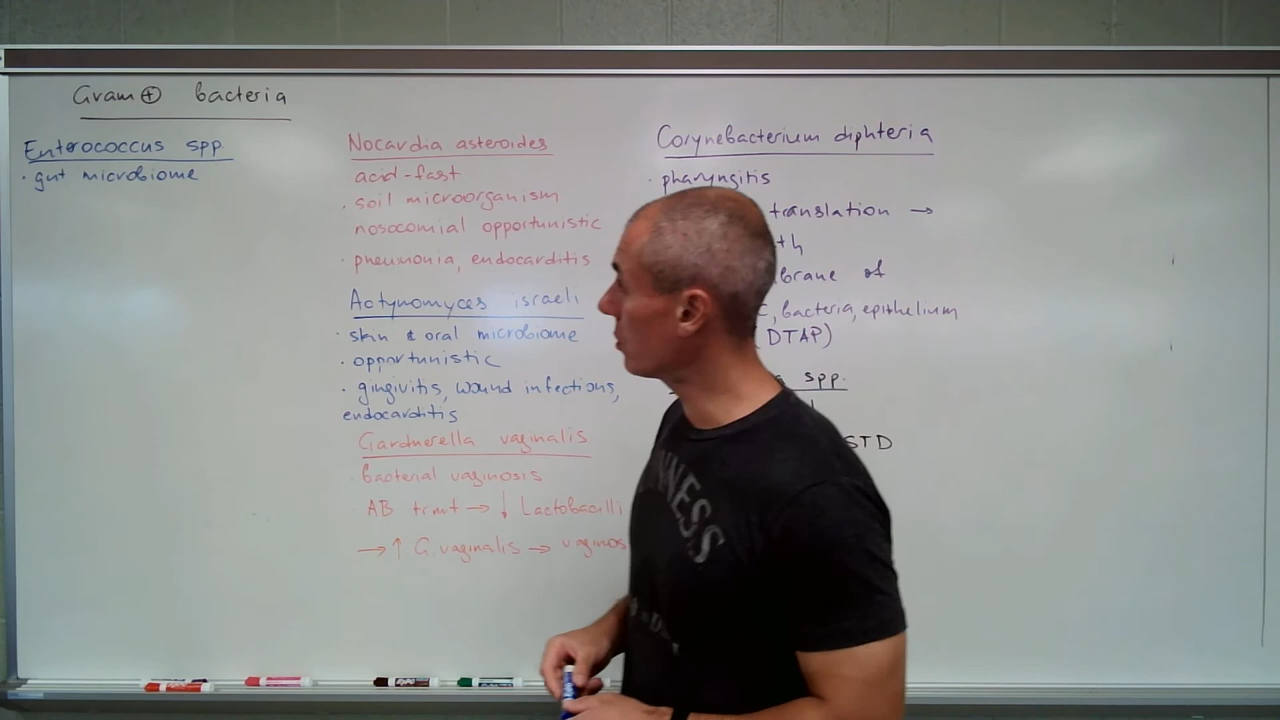 Gram ⊕ bacteria
Enterococcus spp
· gut microbiome
Nocardia asteroides
acid-fast
· soil microorganism
nosocomial opportunistic
· pneumonia, endocarditis
Actynomyces israeli
· skin & oral microbiome
· opportunistic
· gingivitis, wound infections,
endocarditis
Gardnerella vaginalis
bacterial vaginosis
AB trmt → ↓ Lactobacilli
→ ↑ G. vaginalis → vaginos
Corynebacterium diphteria
· pharyngitis
translation →
th
brane of
bacteria, epithelium
(DTAP)
spp.
STD
NNESS